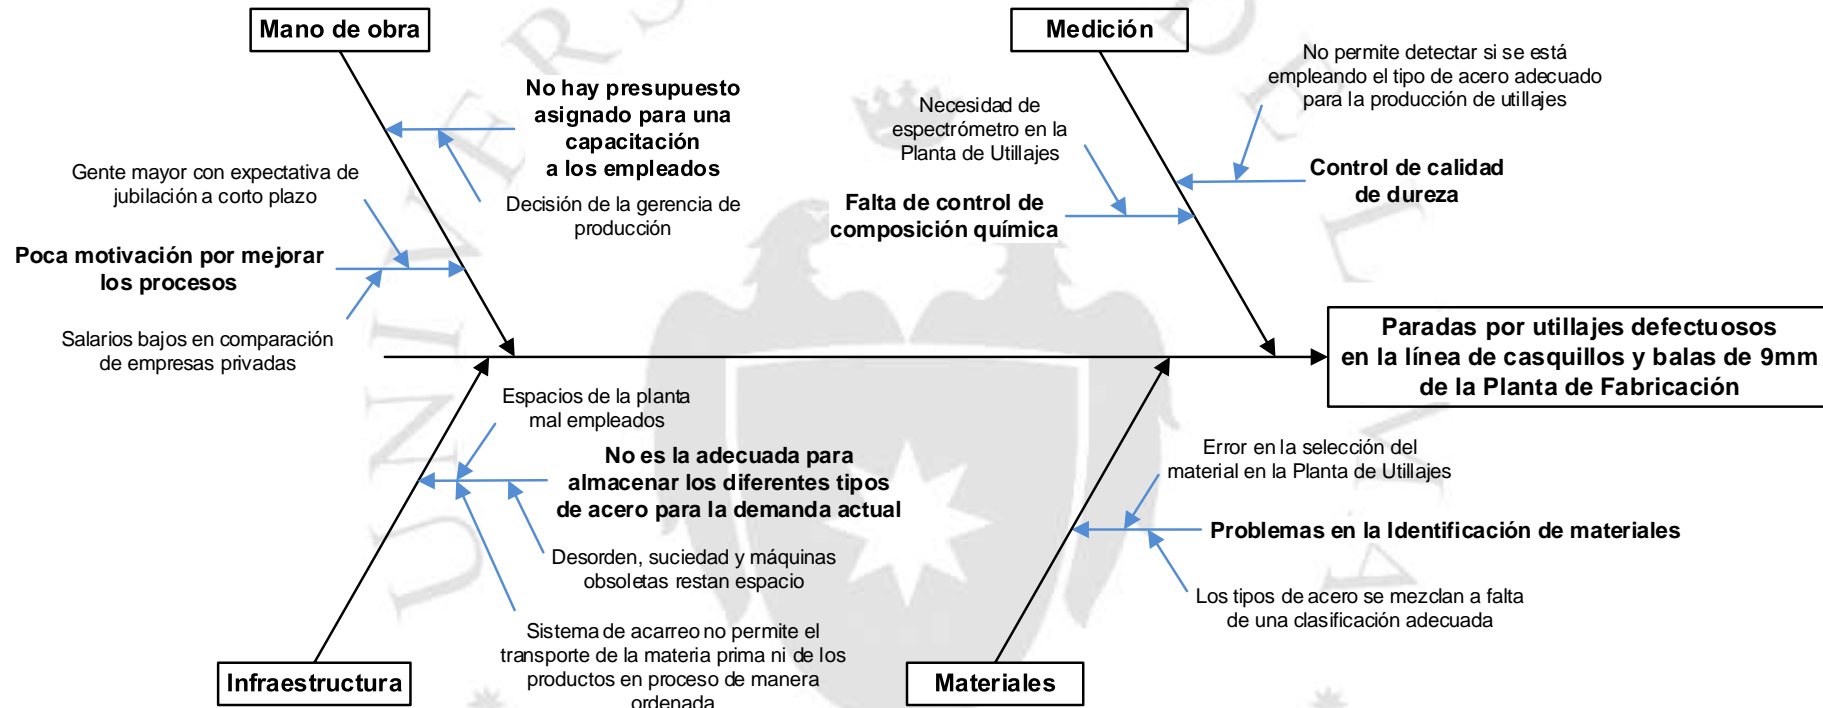 Mano de obra
Medición
No hay presupuesto
asignado para una
capacitación
a los empleados
Decisión de la gerencia de
producción
Gente mayor con expectativa de
jubilación a corto plazo
Poca motivación por mejorar
los procesos
Salarios bajos en comparación
de empresas privadas
Necesidad de
espectrómetro en la
Planta de Utillajes
Falta de control de
composición química
No permite detectar si se está
empleando el tipo de acero adecuado
para la producción de utillajes
Control de calidad
de dureza
Paradas por utillajes defectuosos
en la línea de casquillos y balas de 9mm
de la Planta de Fabricación
Espacios de la planta
mal empleados
No es la adecuada para
almacenar los diferentes tipos
de acero para la demanda actual
Desorden, suciedad y máquinas
obsoletas restan espacio
Sistema de acarreo no permite el
transporte de la materia prima ni de los
productos en proceso de manera
ordenada
Infraestructura
Error en la selección del
material en la Planta de Utillajes
Problemas en la Identificación de materiales
Los tipos de acero se mezclan a falta
de una clasificación adecuada
Materiales